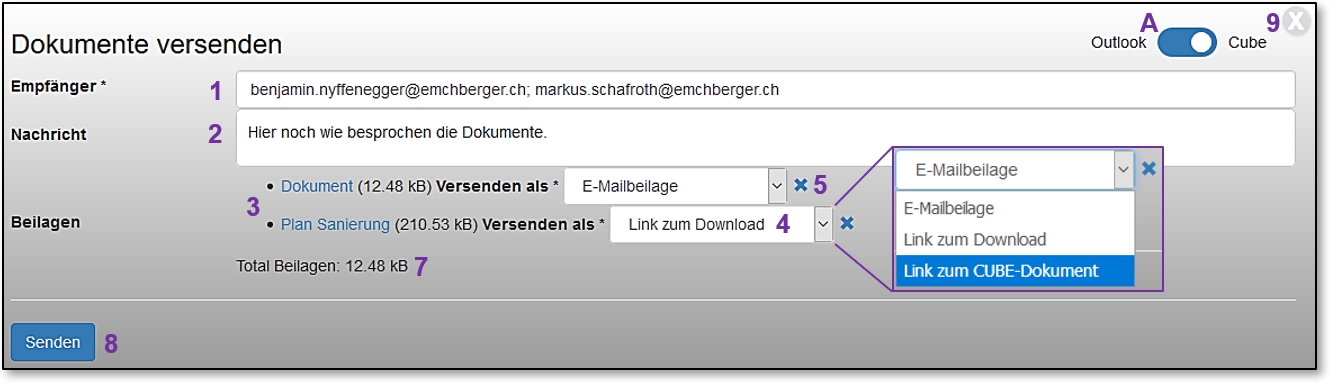 A 9 X
Dokumente versenden Outlook Cube
Empfänger * 1 benjamin.nyffenegger@emchberger.ch; markus.schafroth@emchberger.ch
Nachricht 2 Hier noch wie besprochen die Dokumente.
E-Mailbeilage
• Dokument (12.48 kB) Versenden als * E-Mailbeilage 5
3
E-Mailbeilage
Beilagen • Plan Sanierung (210.53 kB) Versenden als * Link zum Download 4
Link zum Download
Total Beilagen: 12.48 kB 7
Link zum CUBE-Dokument
Senden 8